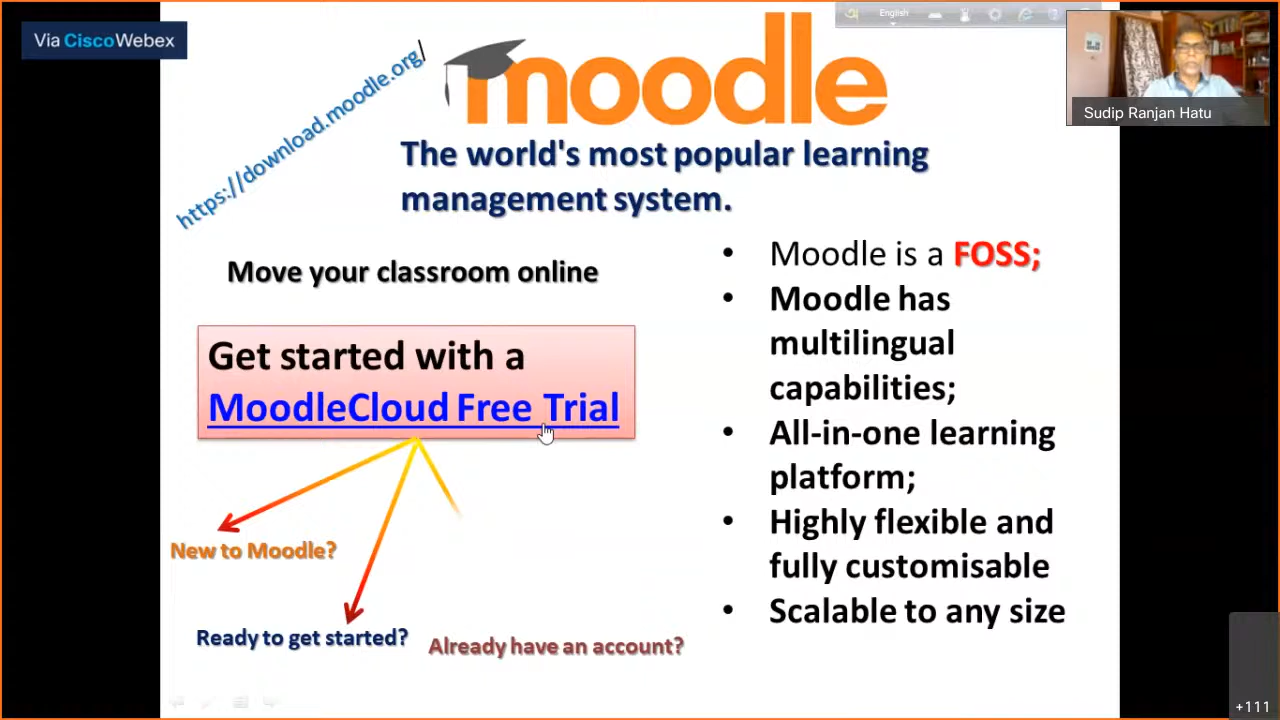 Via CiscoWebex
English
Sudip Ranjan Hatu
https://download.moodle.org/
moodle
The world's most popular learning
management system.
Move your classroom online
Get started with a
MoodleCloud Free Trial
New to Moodle?
Ready to get started?
Already have an account?
• Moodle is a FOSS;
• Moodle has
multilingual
capabilities;
• All-in-one learning
platform;
• Highly flexible and
fully customisable
• Scalable to any size
+111